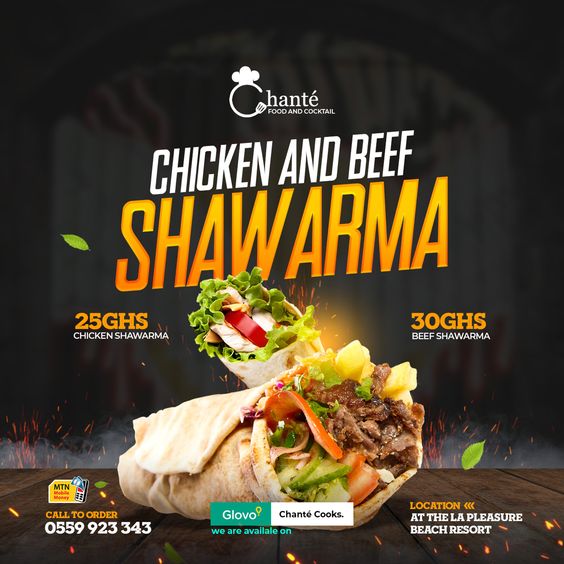 Chanté
FOOD AND COCKTAIL
CHICKEN AND BEEF
SHAWARMA
25GHS
CHICKEN SHAWARMA
30GHS
BEEF SHAWARMA
MTN
Mobile
Money
CALL TO ORDER
0559 923 343
Glovo
Chanté Cooks.
we are availale on
LOCATION <<<
AT THE LA PLEASURE
BEACH RESORT